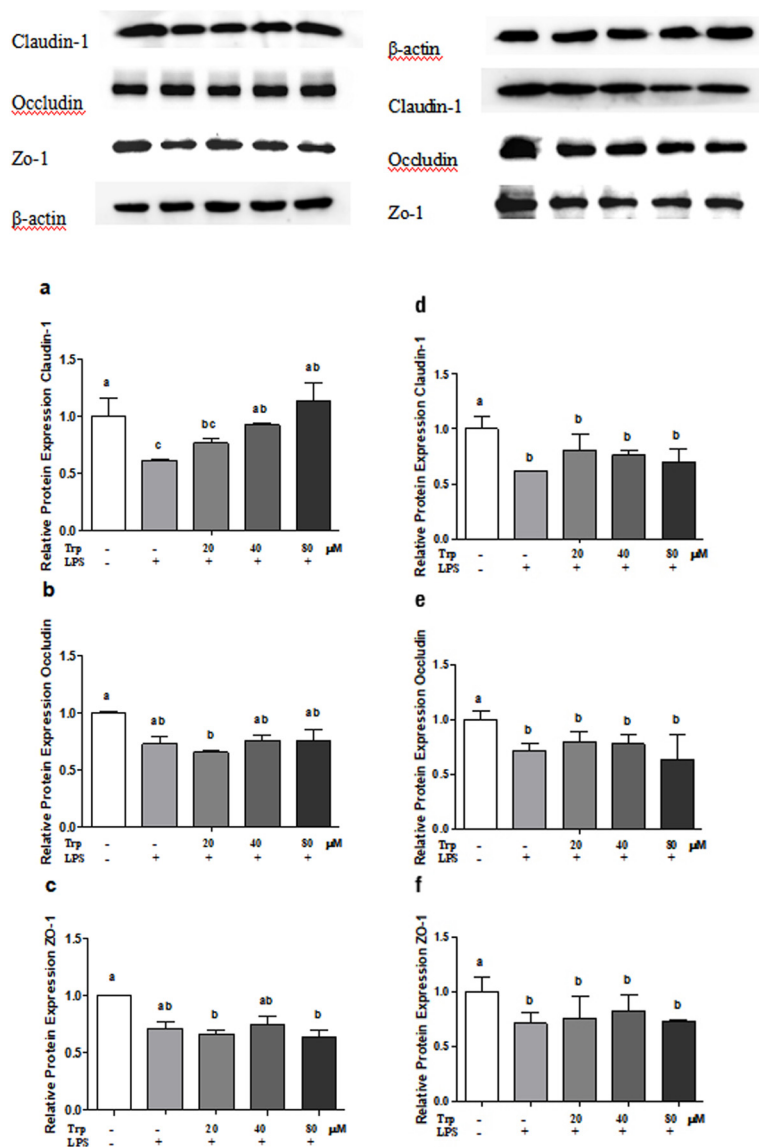 Claudin-1
Occludin
Zo-1
β-actin
β-actin
Claudin-1
Occludin
Zo-1
a
Relative Protein Expression Claudin-1
1.5
1.0
0.5
0.0
a
c
bc
ab
ab
Trp - - 20 40 80 μM
LPS - + + + +
d
Relative Protein Expression Claudin-1
1.5
1.0
0.5
0.0
a
b
b
b
b
Trp - - 20 40 80 μM
LPS - + + + +
b
Relative Protein Expression Occludin
1.5
1.0
0.5
0.0
a
ab
b
ab
ab
Trp - - 20 40 80 μM
LPS - + + + +
e
Relative Protein Expression Occludin
1.5
1.0
0.5
0.0
a
b
b
b
b
Trp - - 20 40 80 μM
LPS - + + + +
c
Relative Protein Expression ZO-1
1.5
1.0
0.5
0.0
a
ab
b
ab
b
Trp - - 20 40 80 μM
LPS - + + + +
f
Relative Protein Expression ZO-1
1.5
1.0
0.5
0.0
a
b
b
b
b
Trp - - 20 40 80 μM
LPS - + + + +